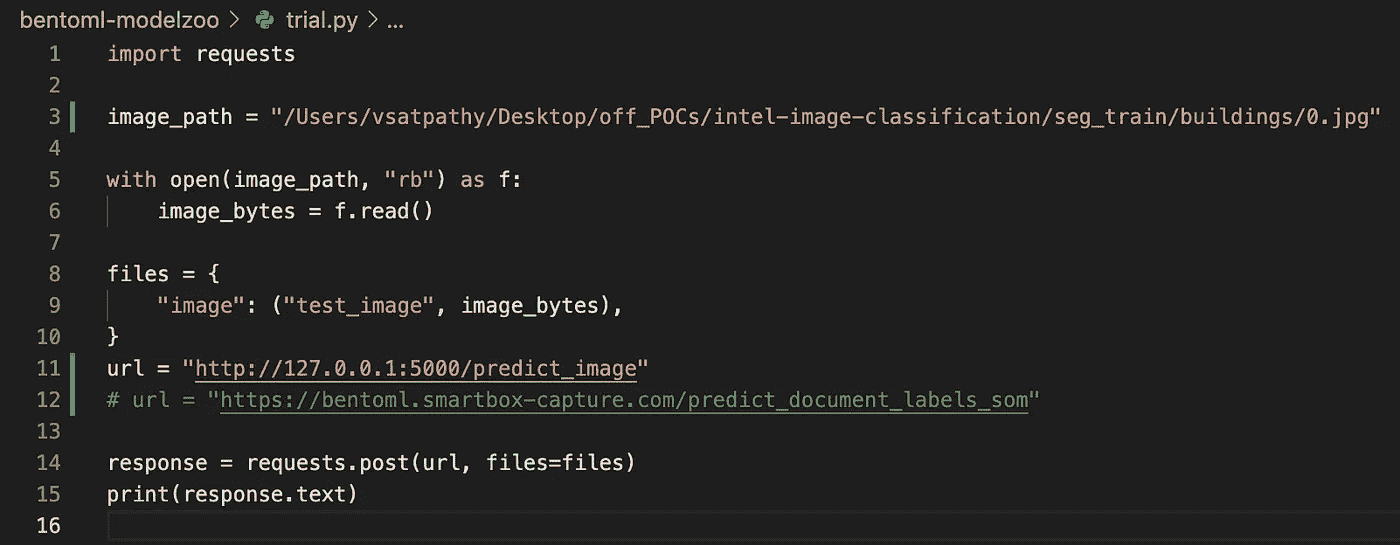 bentoml-modelzoo > trial.py > ...
1 import requests
2
3 image_path = "/Users/vsatpathy/Desktop/off_POCs/intel-image-classification/seg_train/buildings/0.jpg"
4
5 with open(image_path, "rb") as f:
6     image_bytes = f.read()
7
8 files = {
9     "image": ("test_image", image_bytes),
10 }
11 url = "http://127.0.0.1:5000/predict_image"
12 # url = "https://bentoml.smartbox-capture.com/predict_document_labels_som"
13
14 response = requests.post(url, files=files)
15 print(response.text)
16